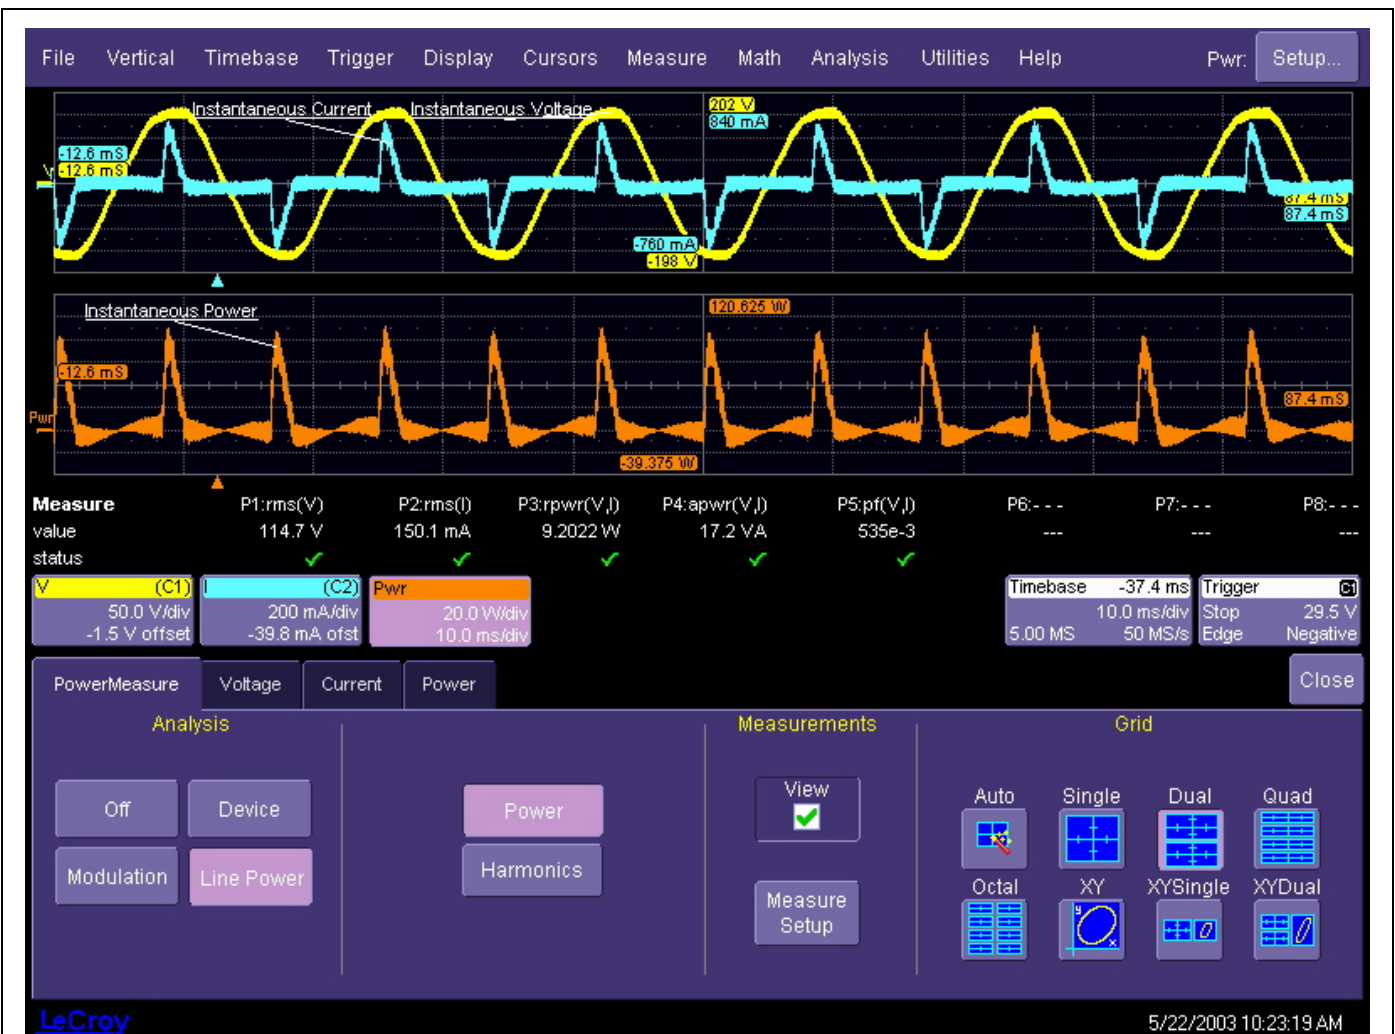 File Vertical Timebase Trigger Display Cursors Measure Math Analysis Utilities Help Pwr: Setup...
Instantaneous Current Instantaneous Voltage 202 V
840 mA
-12.6 mS
V -12.6 mS
87.4 mS
87.4 mS
-760 mA
-198 V
Instantaneous Power 120.625 W
-12.6 mS
87.4 mS
Pwr
-39.375 W
Measure P1:rms(V) P2:rms(I) P3:rpwr(V,I) P4:apwr(V,I) P5:pf(V,I) P6:- - - P7:- - - P8:- - -
value 114.7 V 150.1 mA 9.2022 W 17.2 VA 535e-3 --- --- ---
status
V (C1) I (C2) Pwr Timebase -37.4 ms Trigger C1
50.0 V/div 200 mA/div 20.0 W/div 10.0 ms/div Stop 29.5 V
-1.5 V offset -39.8 mA ofst 10.0 ms/div 5.00 MS 50 MS/s Edge Negative
PowerMeasure Voltage Current Power Close
Analysis Measurements Grid
Off Device Power View Auto Single Dual Quad
Modulation Line Power Harmonics Measure Setup Octal XY XYSingle XYDual
y
x
LeCroy 5/22/2003 10:23:19 AM